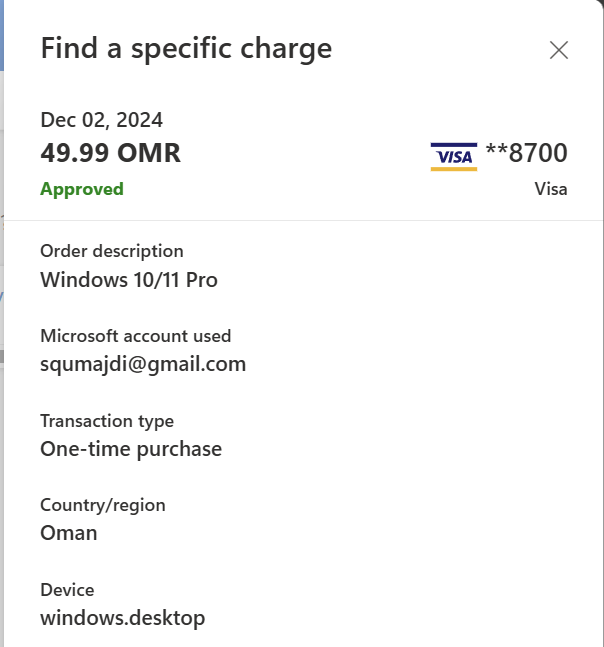 Find a specific charge
Dec 02, 2024
49.99 OMR
VISA **8700
Approved
Visa
Order description
Windows 10/11 Pro
Microsoft account used
squmajdi@gmail.com
Transaction type
One-time purchase
Country/region
Oman
Device
windows.desktop